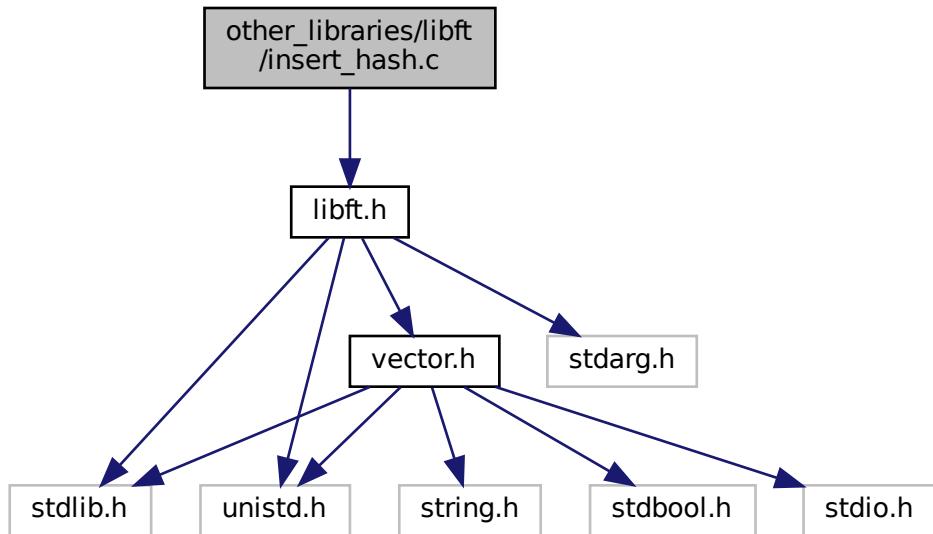 other_libraries/libft
/insert_hash.c
libft.h
vector.h
stdarg.h
stdlib.h
unistd.h
string.h
stdbool.h
stdio.h